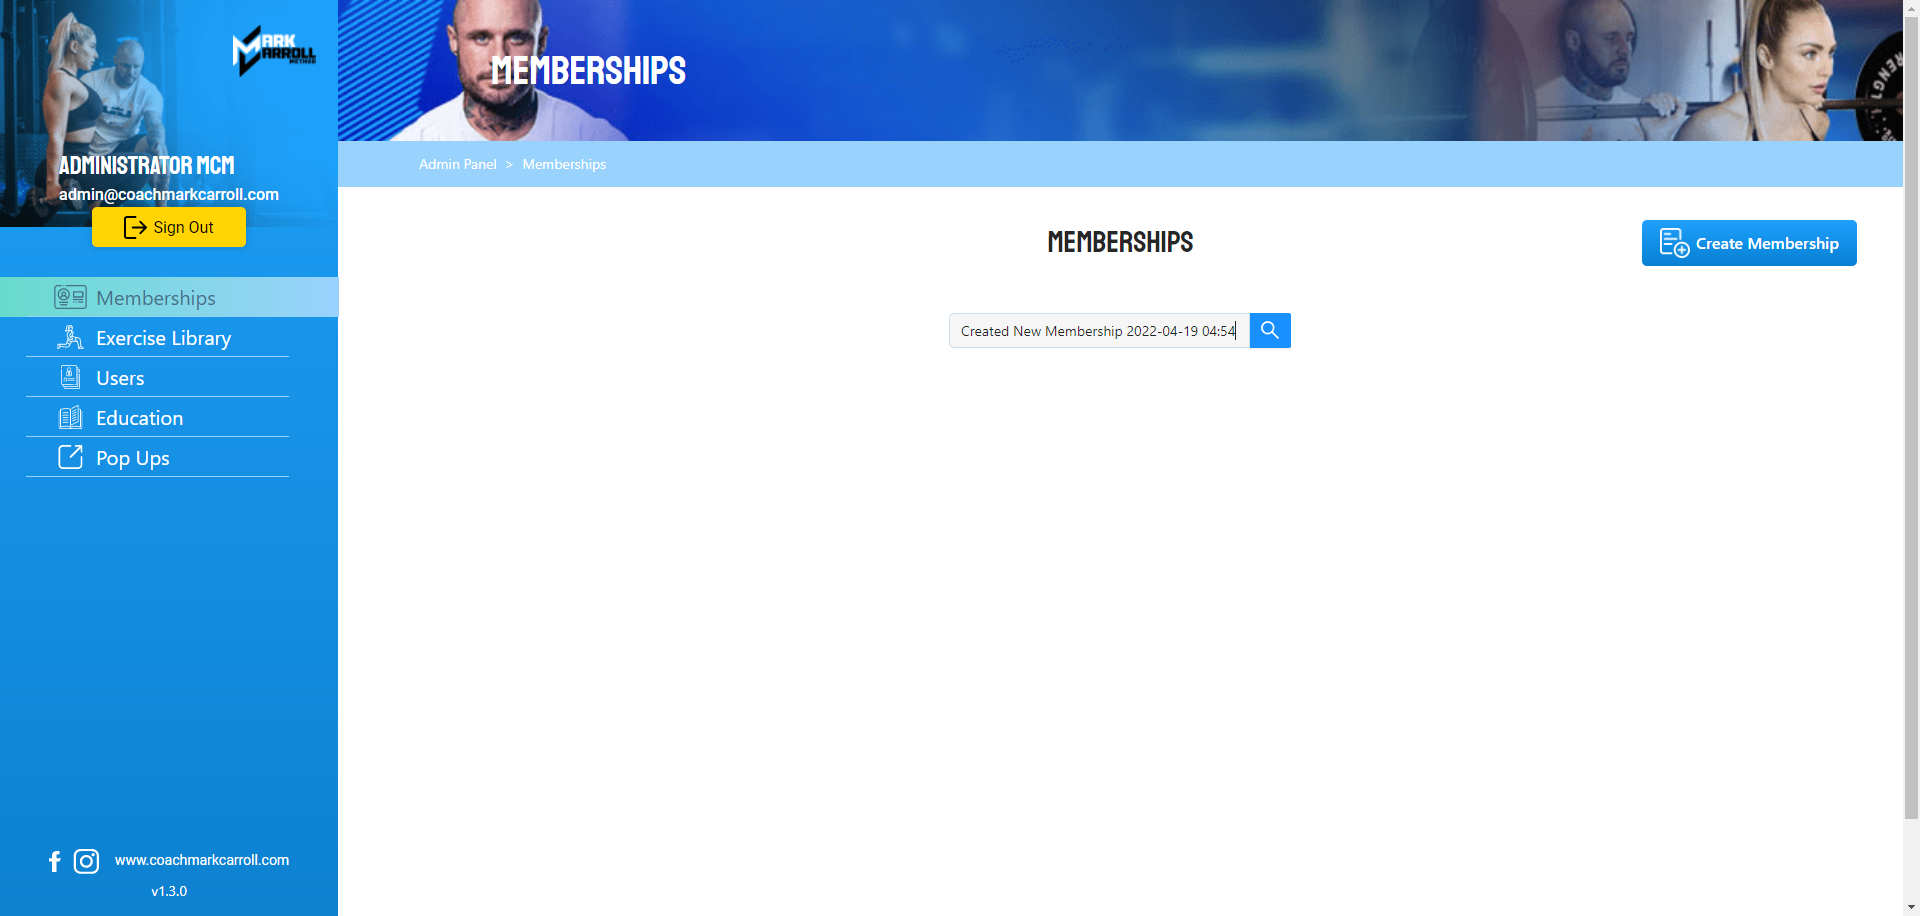 MARK
CARROLL
METHOD
ADMINISTRATOR MCM
admin@coachmarkcarroll.com
Sign Out
Memberships
Exercise Library
Users
Education
Pop Ups
www.coachmarkcarroll.com
v1.3.0
MEMBERSHIPS
Admin Panel > Memberships
MEMBERSHIPS
Create Membership
Created New Membership 2022-04-19 04:54